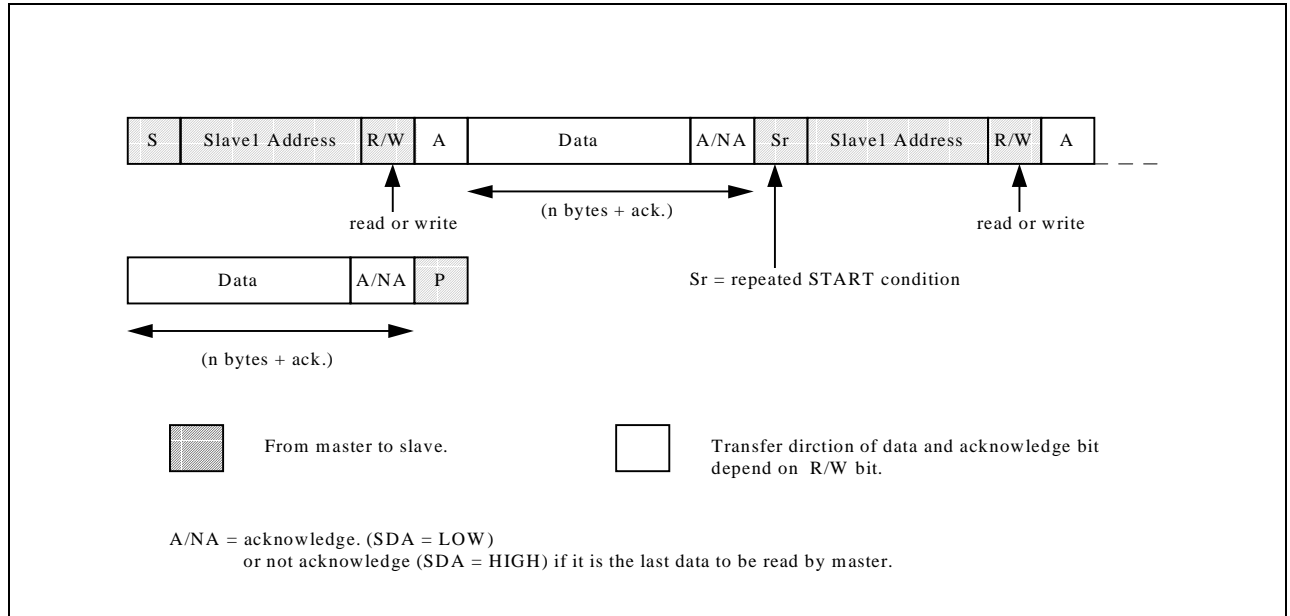 S Slave1 Address R/W A Data A/NA Sr Slave1 Address R/W A
(n bytes + ack.)
read or write
read or write
Data A/NA P
Sr = repeated START condition
(n bytes + ack.)
From master to slave.
Transfer dirction of data and acknowledge bit
depend on R/W bit.
A/NA = acknowledge. (SDA = LOW)
or not acknowledge (SDA = HIGH) if it is the last data to be read by master.